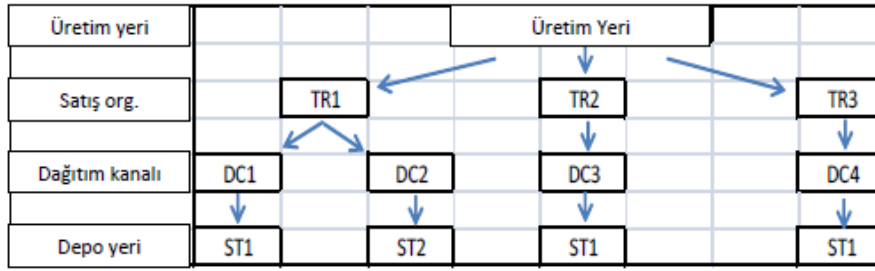 Üretim yeri
Üretim Yeri
Satış org.
TR1
TR2
TR3
Dağıtım kanalı
DC1
DC2
DC3
DC4
Depo yeri
ST1
ST2
ST1
ST1